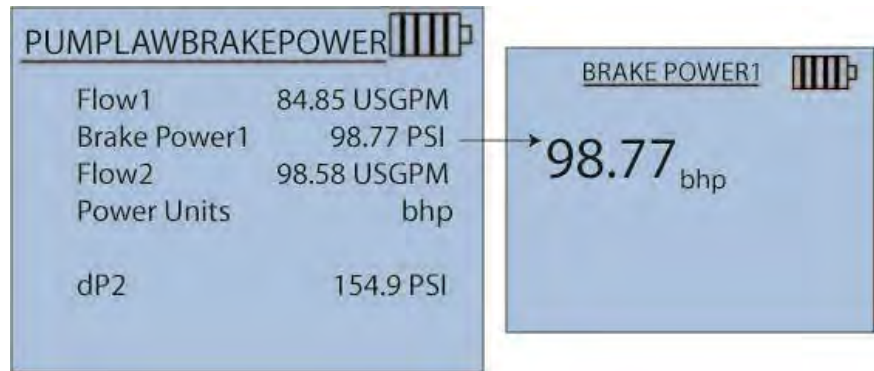 PUMPLAWBRAKEPOWER
Flow1 84.85 USGPM
Brake Power1 98.77 PSI
Flow2 98.58 USGPM
Power Units bhp
dP2 154.9 PSI
BRAKE POWER1
98.77 bhp